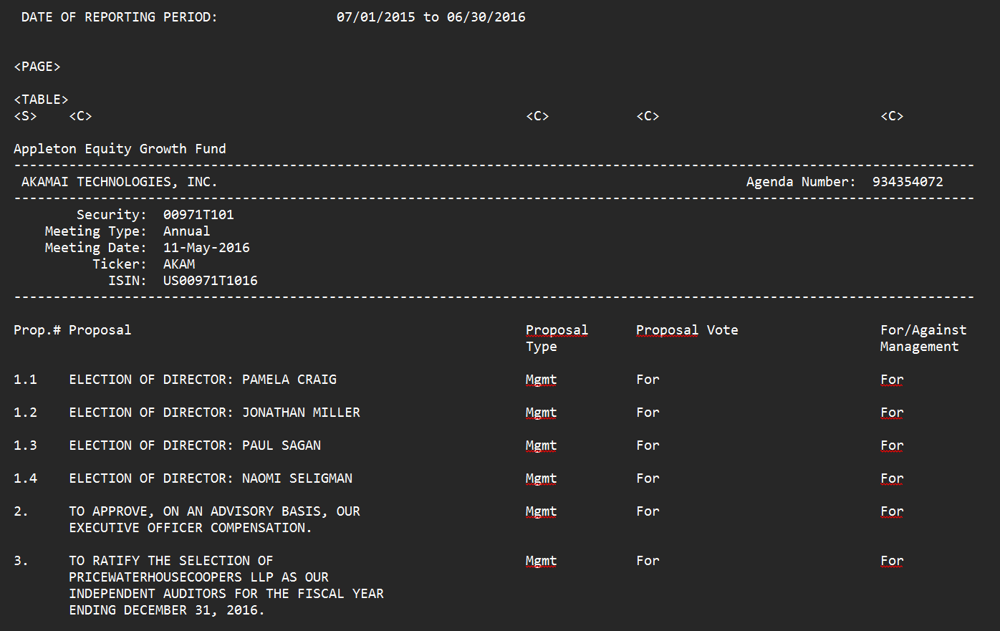 DATE OF REPORTING PERIOD: 07/01/2015 to 06/30/2016
<PAGE>
<TABLE>
<S> <C> <C> <C> <C>
Appleton Equity Growth Fund
--------------------------------------------------------------------------------------------------------------------------
AKAMAI TECHNOLOGIES, INC. Agenda Number: 934354072
--------------------------------------------------------------------------------------------------------------------------
Security: 00971T101
Meeting Type: Annual
Meeting Date: 11-May-2016
Ticker: AKAM
ISIN: US00971T1016
--------------------------------------------------------------------------------------------------------------------------
Prop.# Proposal Proposal Proposal Vote For/Against
Type Management
1.1 ELECTION OF DIRECTOR: PAMELA CRAIG Mgmt For For
1.2 ELECTION OF DIRECTOR: JONATHAN MILLER Mgmt For For
1.3 ELECTION OF DIRECTOR: PAUL SAGAN Mgmt For For
1.4 ELECTION OF DIRECTOR: NAOMI SELIGMAN Mgmt For For
2. TO APPROVE, ON AN ADVISORY BASIS, OUR Mgmt For For
EXECUTIVE OFFICER COMPENSATION.
3. TO RATIFY THE SELECTION OF Mgmt For For
PRICEWATERHOUSECOOPERS LLP AS OUR
INDEPENDENT AUDITORS FOR THE FISCAL YEAR
ENDING DECEMBER 31, 2016.